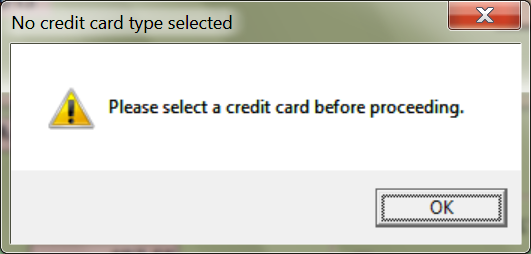 No credit card type selected
Please select a credit card before proceeding.
OK